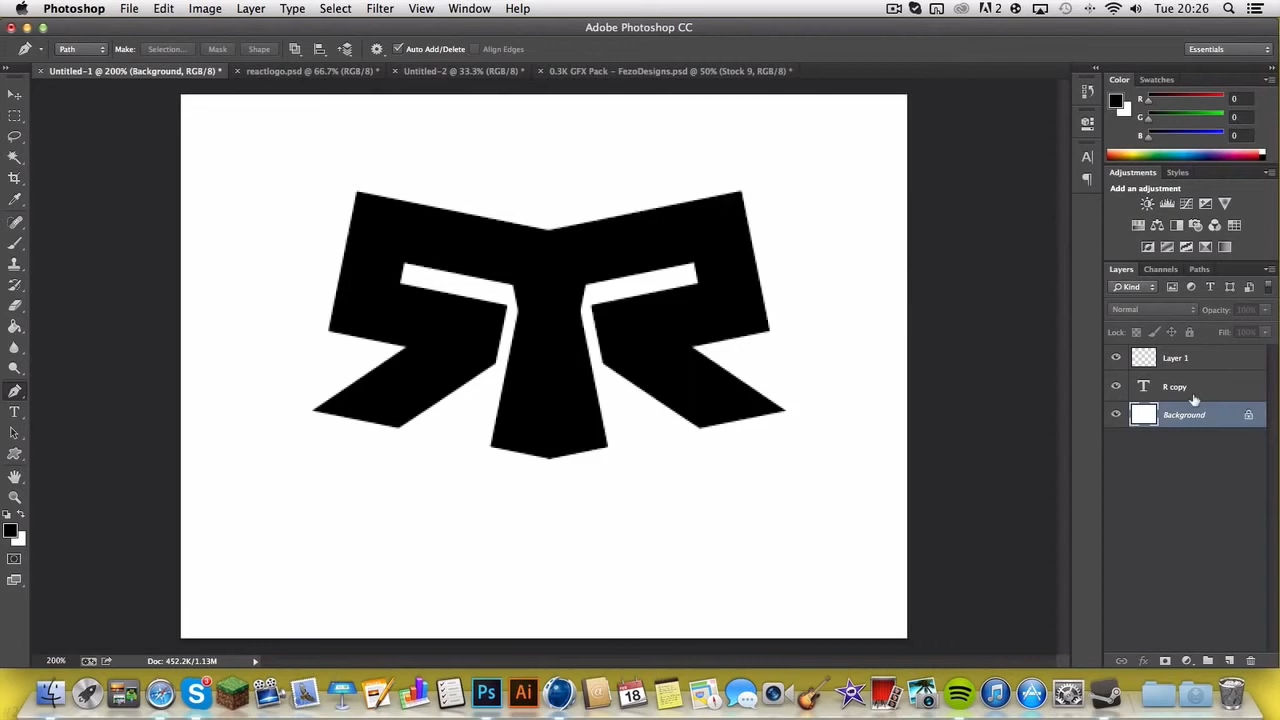 Photoshop File Edit Image Layer Type Select Filter View Window Help 2 Tue 20:26
Adobe Photoshop CC
Path Make: Selection... Mask Shape Auto Add/Delete Align Edges Essentials
Untitled-1 @ 200% (Background, RGB/8) * reactlogo.psd @ 66.7% (RGB/8) * Untitled-2 @ 33.3% (RGB/8) * 0.3K GFX Pack - FezoDesigns.psd @ 50% (Stock 9, RGB/8) *
Color Swatches
R 0
G 0
B 0
Adjustments Styles
Add an adjustment
Layers Channels Paths
Kind
Normal Opacity: 100%
Lock: Fill: 100%
Layer 1
R copy
Background
200% Doc: 452.2K/1.13M
Ps Ai 18